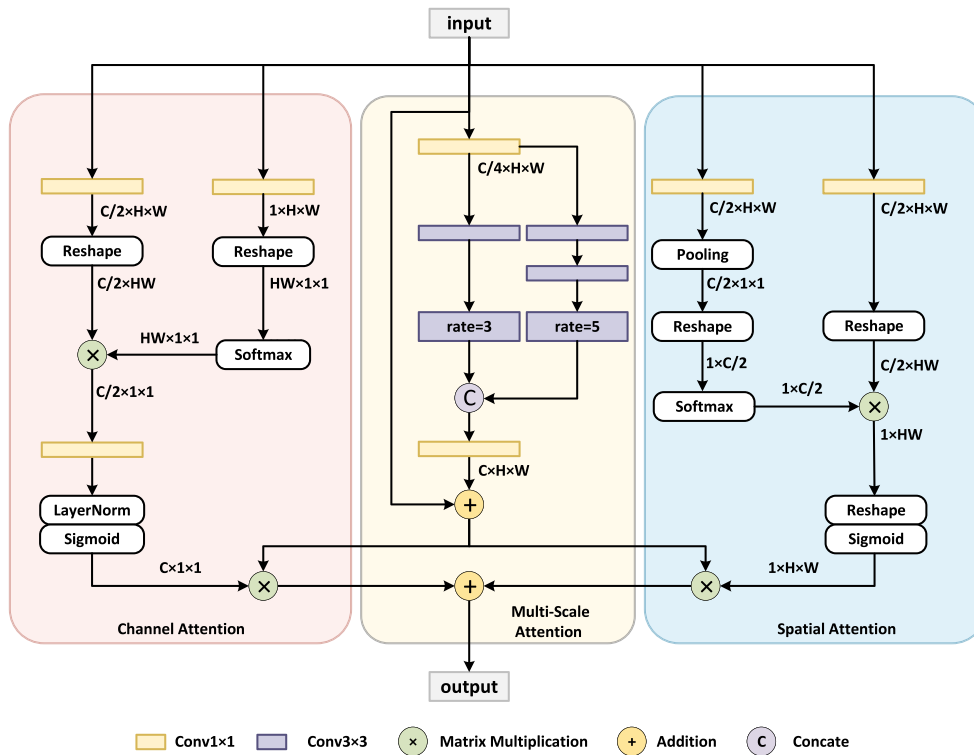 input
C/2×H×W
Reshape
C/2×HW
×
C/2×1×1
LayerNorm
Sigmoid
C×1×1
×
1×H×W
Reshape
HW×1×1
Softmax
HW×1×1
Channel Attention
C/4×H×W
rate=3
rate=5
C
C×H×W
+
+
Multi-Scale
Attention
C/2×H×W
Pooling
C/2×1×1
Reshape
1×C/2
Softmax
1×C/2
C/2×H×W
Reshape
C/2×HW
×
1×HW
Reshape
Sigmoid
1×H×W
×
Spatial Attention
output
Conv1×1
Conv3×3
× Matrix Multiplication
+ Addition
C Concate